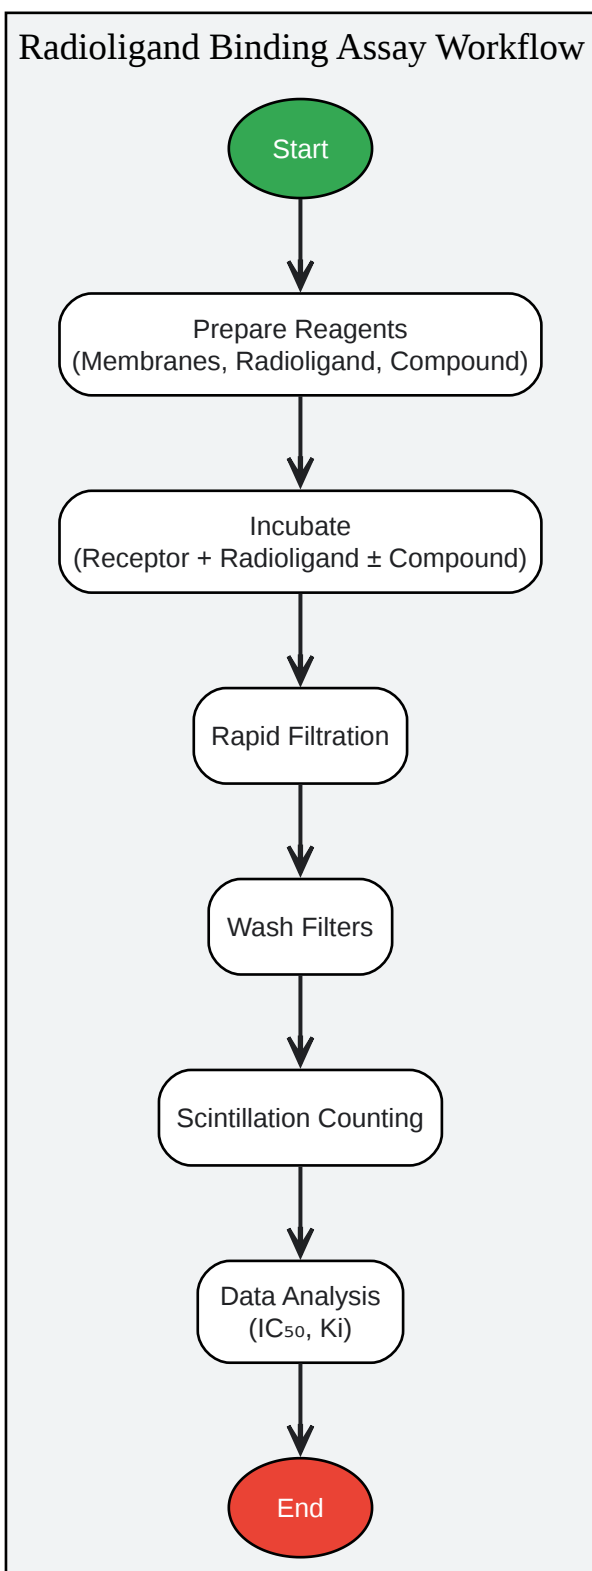 Radioligand Binding Assay Workflow
Start
Prepare Reagents
(Membranes, Radioligand, Compound)
Incubate
(Receptor + Radioligand ± Compound)
Rapid Filtration
Wash Filters
Scintillation Counting
Data Analysis
(IC₅₀, Ki)
End